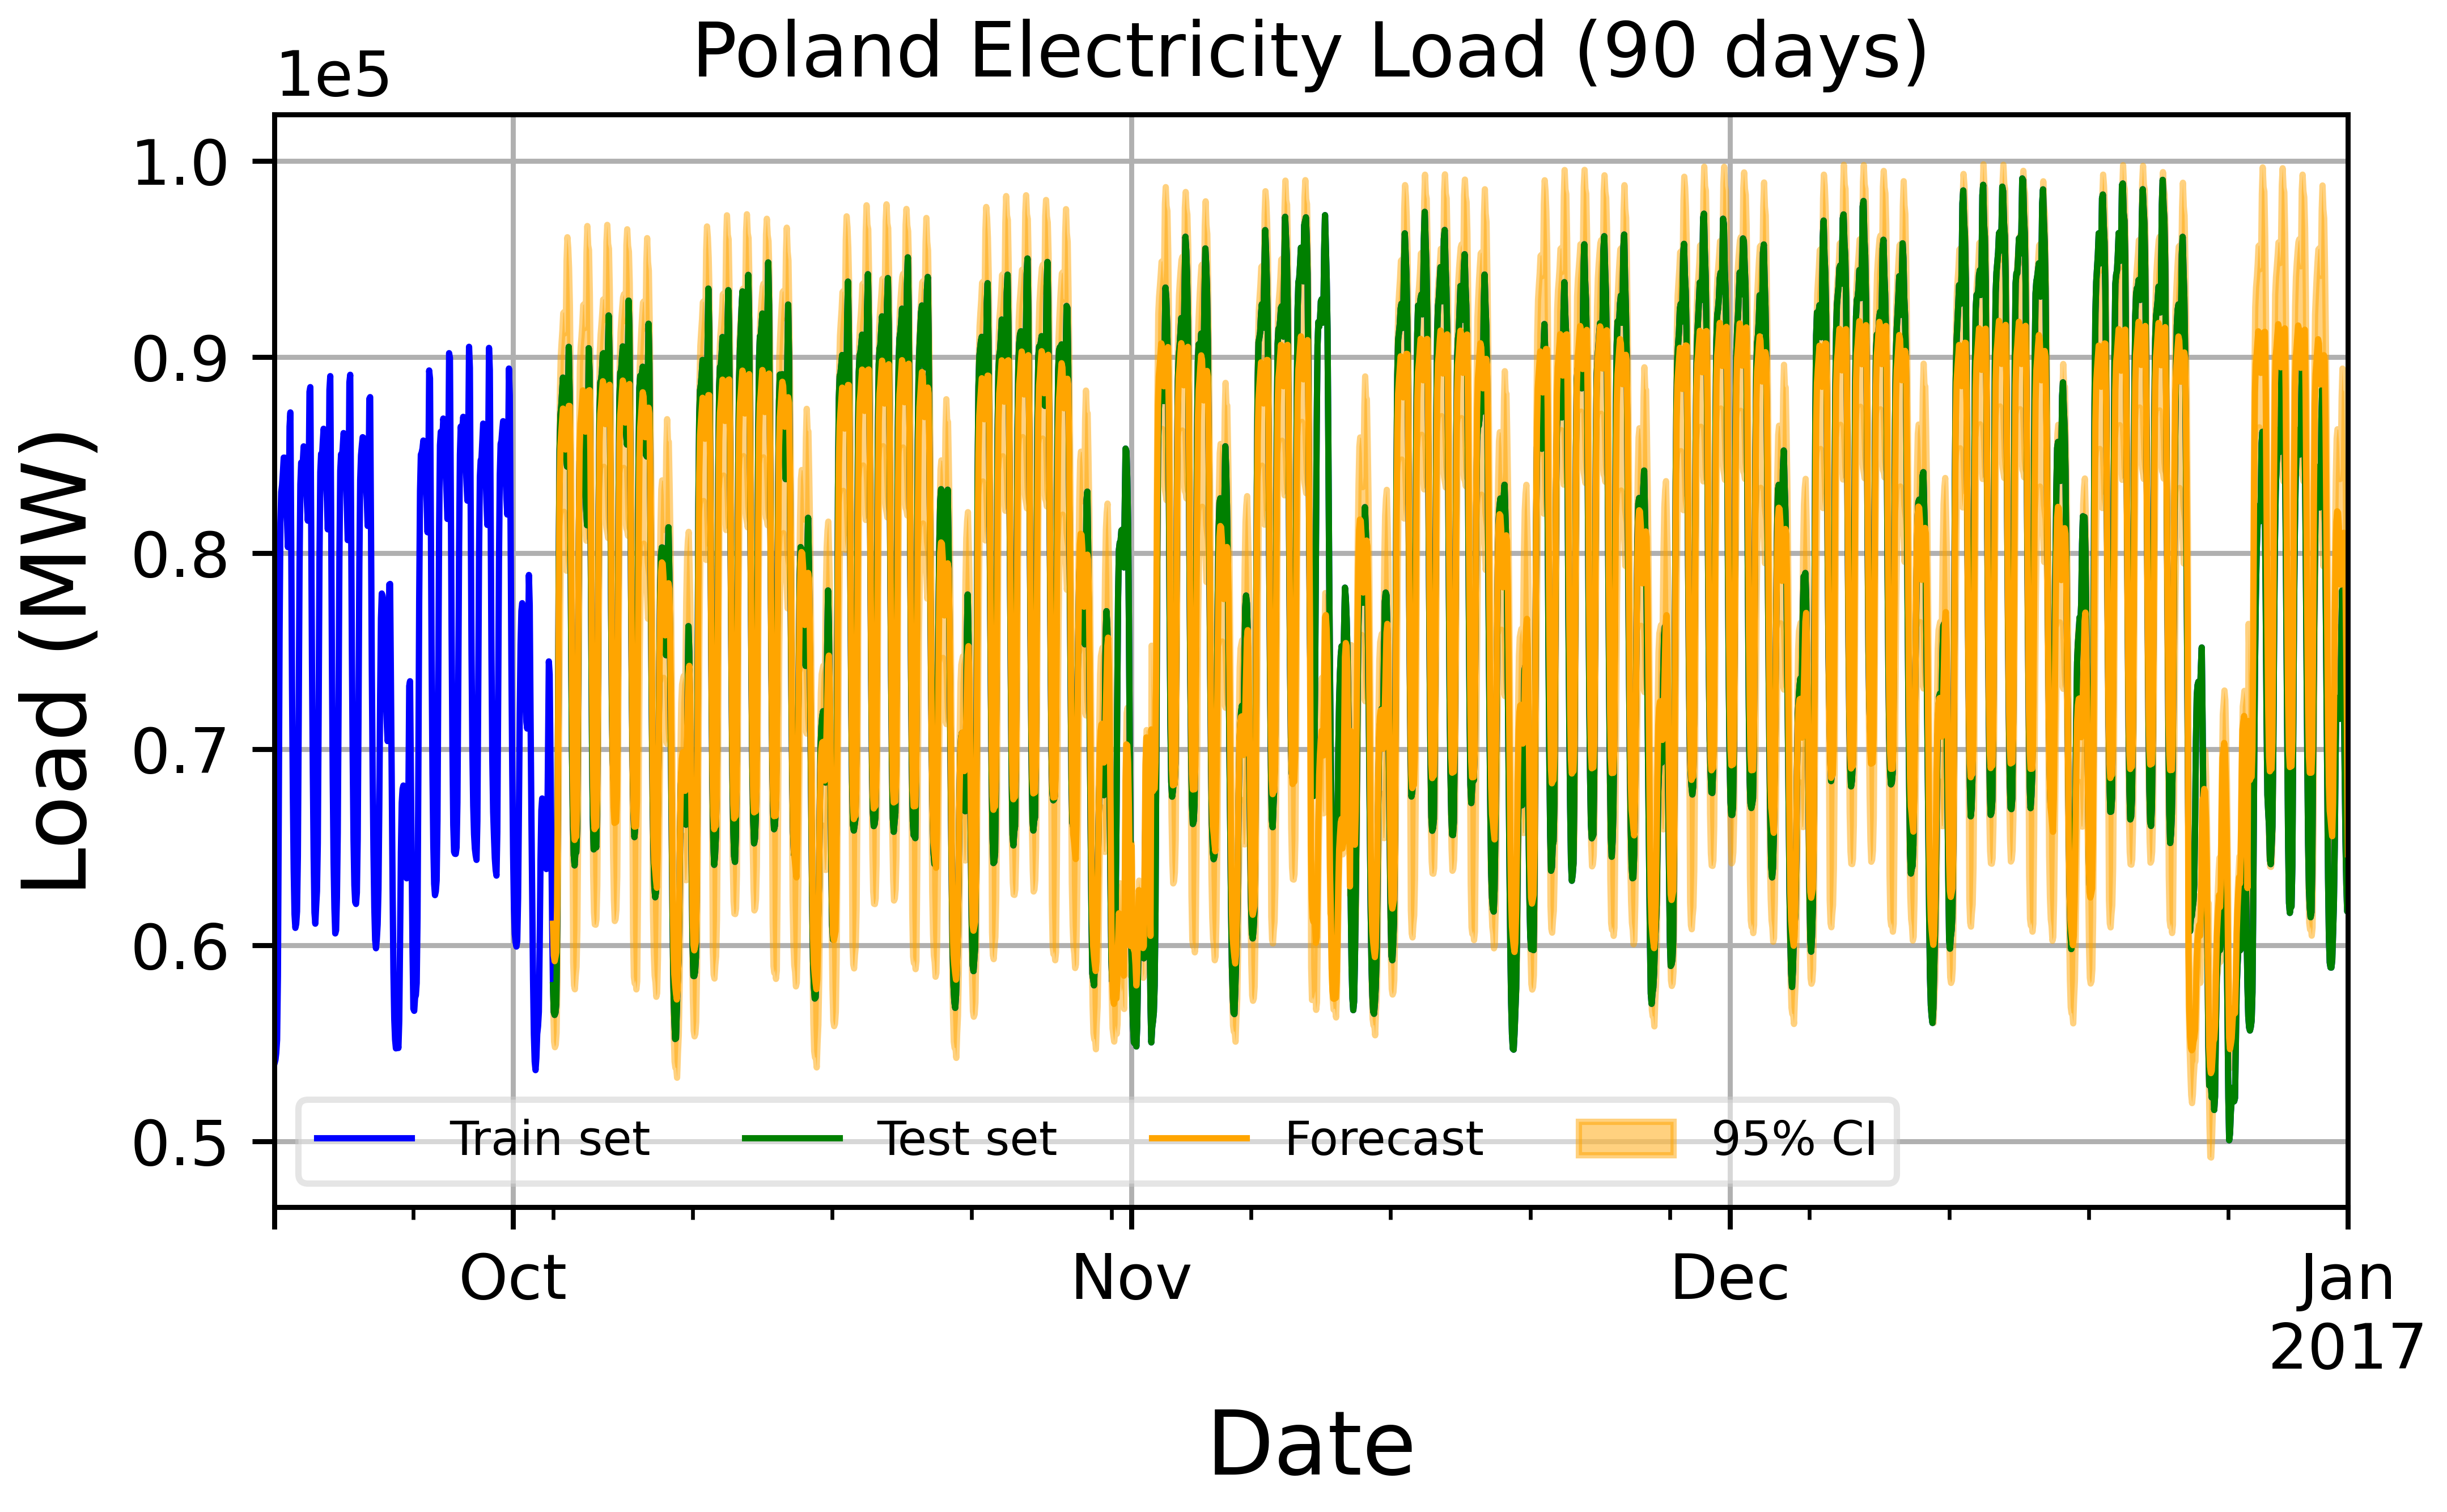 Poland Electricity Load (90 days)
1e5
1.0
0.9
0.8
0.7
0.6
0.5
Load (MW)
Train set
Test set
Forecast
95% CI
Oct
Nov
Dec
Jan
2017
Date